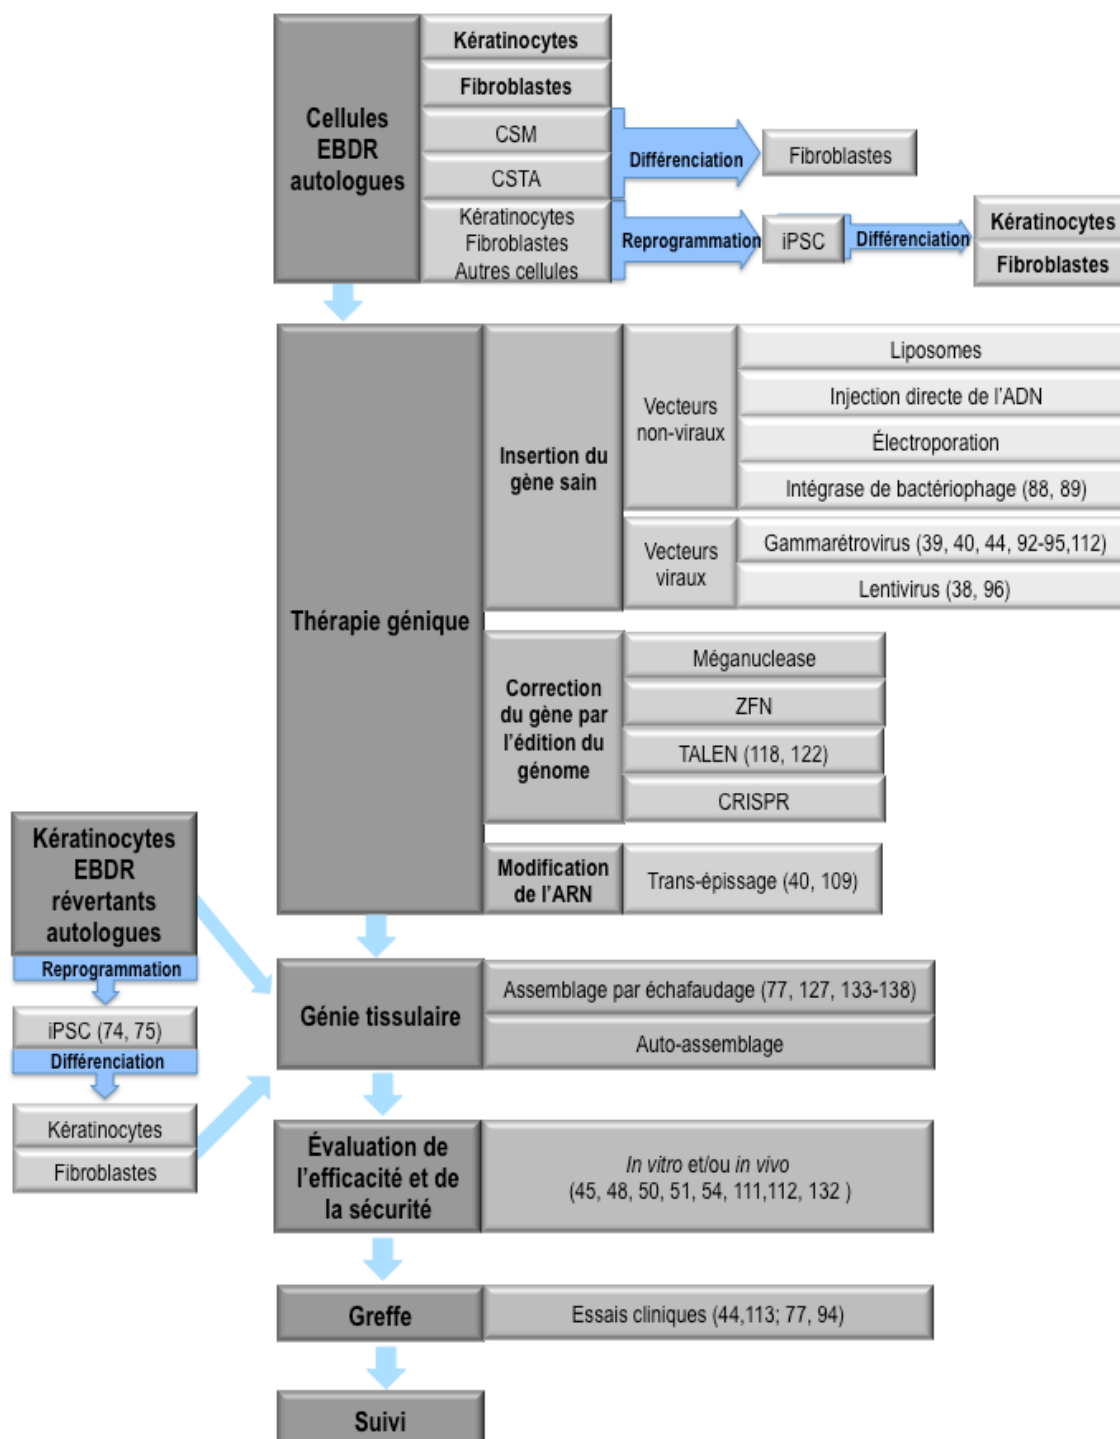 Cellules
EBDR
autologues
Kératinocytes
Fibroblastes
CSM
CSTA
Kératinocytes
Fibroblastes
Autres cellules
Différenciation
Fibroblastes
Reprogrammation
iPSC
Différenciation
Kératinocytes
Fibroblastes
Thérapie génique
Insertion du
gène sain
Vecteurs
non-viraux
Liposomes
Injection directe de l'ADN
Électroporation
Intégrase de bactériophage (88, 89)
Vecteurs
viraux
Gammarétrovirus (39, 40, 44, 92-95,112)
Lentivirus (38, 96)
Correction
du gène par
l'édition du
génome
Méganuclease
ZFN
TALEN (118, 122)
CRISPR
Modification
de l'ARN
Trans-épissage (40, 109)
Kératinocytes
EBDR
révertants
autologues
Reprogrammation
iPSC (74, 75)
Différenciation
Kératinocytes
Fibroblastes
Génie tissulaire
Assemblage par échafaudage (77, 127, 133-138)
Auto-assemblage
Évaluation de
l'efficacité et de
la sécurité
In vitro et/ou in vivo
(45, 48, 50, 51, 54, 111,112, 132 )
Greffe
Essais cliniques (44,113; 77, 94)
Suivi